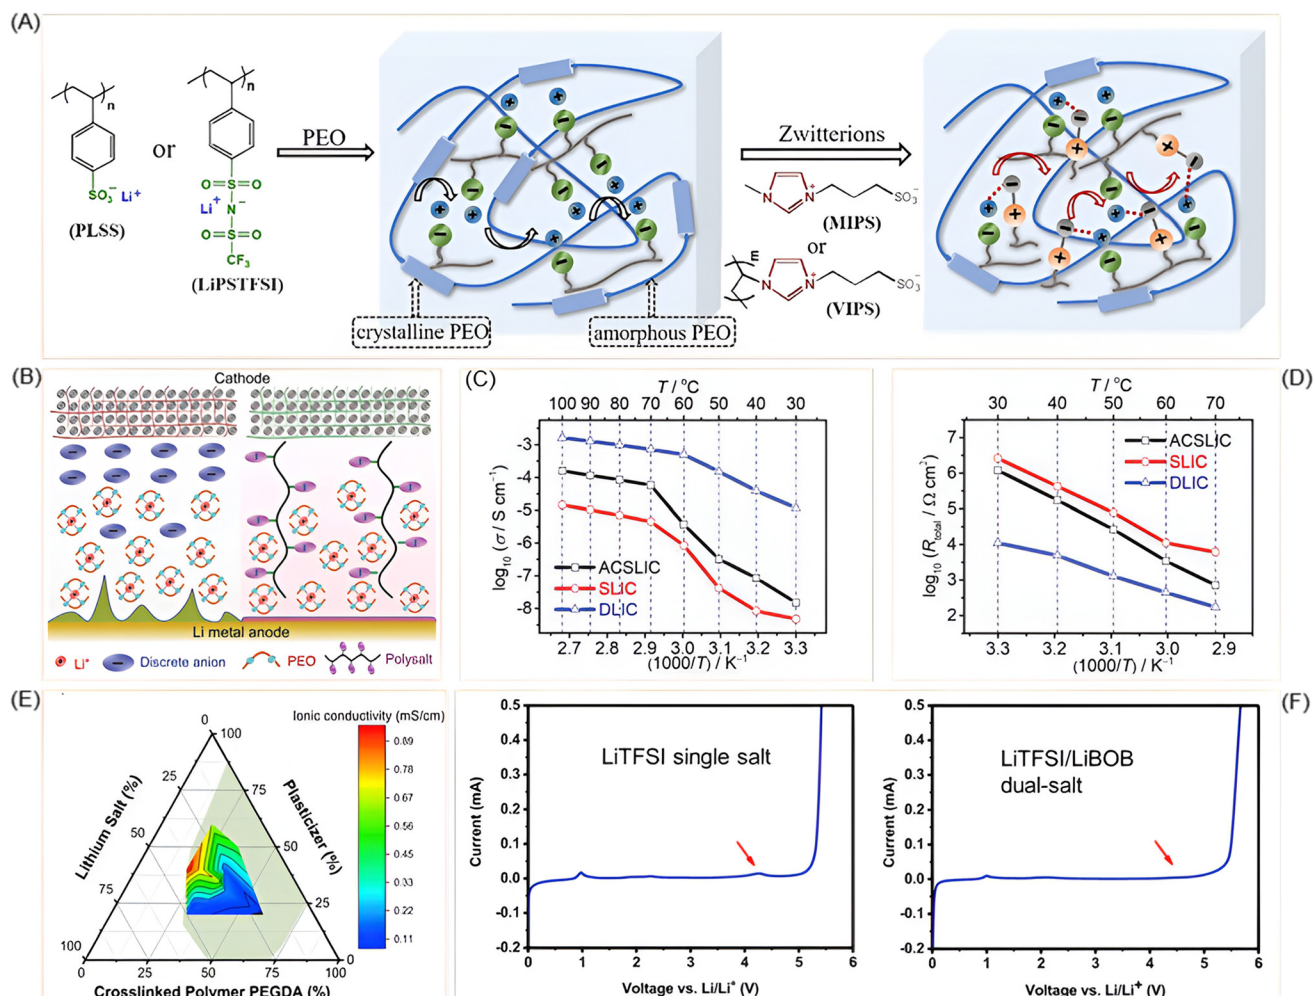 (A)
n
n
or
SO₃⁻ Li⁺
(PLSS)
O=S=O
Li⁺ N⁻
O=S=O
CF₃
(LiPSTFSI)
PEO
crystalline PEO
amorphous PEO
Zwitterions
N N⁺ SO₃⁻
(MIPS)
or
m
N N⁺ SO₃⁻
(VIPS)
(B)
Cathode
Li metal anode
Li⁺ Discrete anion PEO Polysalt
(C)
T / °C
100 90 80 70 60 50 40 30
log₁₀ (σ / S cm⁻¹)
-3
-4
-5
-6
-7
-8
ACSLIC
SLIC
DLIC
2.7 2.8 2.9 3.0 3.1 3.2 3.3
(1000/T) / K⁻¹
(D)
T / °C
30 40 50 60 70
log₁₀ (R_total / Ω cm²)
7
6
5
4
3
2
ACSLIC
SLIC
DLIC
3.3 3.2 3.1 3.0 2.9
(1000/T) / K⁻¹
(E)
Ionic conductivity (mS/cm)
0.89
0.78
0.67
0.55
0.44
0.32
0.22
0.11
Lithium Salt (%)
0
25
50
75
100
Plasticizer (%)
100
75
50
25
0
0 25 50 75 100
Crosslinked Polymer PEGDA (%)
(F)
LiTFSI single salt
Current (mA)
0.5
0.4
0.3
0.2
0.1
0.0
-0.1
-0.2
0 1 2 3 4 5 6
Voltage vs. Li/Li⁺ (V)
LiTFSI/LiBOB
dual-salt
Current (mA)
0.5
0.4
0.3
0.2
0.1
0.0
-0.1
-0.2
0 1 2 3 4 5 6
Voltage vs. Li/Li⁺ (V)